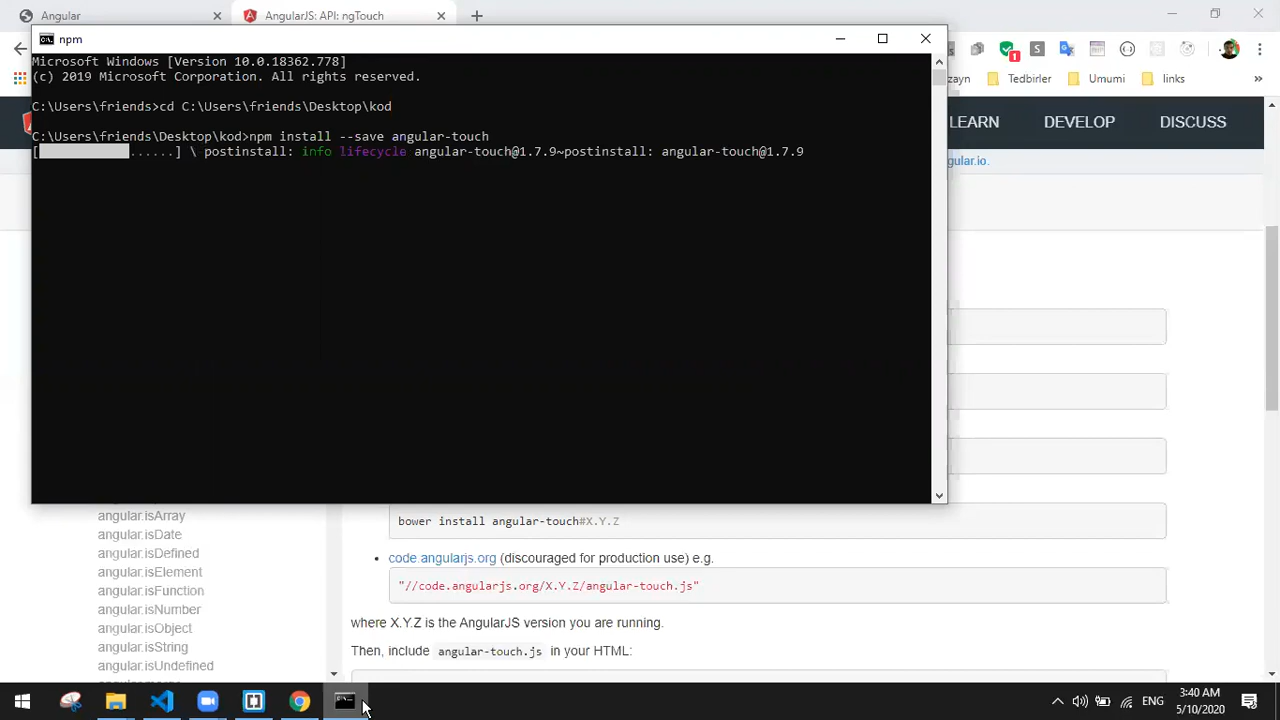 Angular
AngularJS: API: ngTouch
npm
Microsoft Windows [Version 10.0.18362.778]
(c) 2019 Microsoft Corporation. All rights reserved.
C:\Users\friends>cd C:\Users\friends\Desktop\kod
C:\Users\friends\Desktop\kod>npm install --save angular-touch
[ ......] \ postinstall: info lifecycle angular-touch@1.7.9~postinstall: angular-touch@1.7.9
1
S
zayn
Tedbirler
Umumi
links
»
LEARN
DEVELOP
DISCUSS
gular.io.
angular.isArray
angular.isDate
angular.isDefined
angular.isElement
angular.isFunction
angular.isNumber
angular.isObject
angular.isString
angular.isUndefined
bower install angular-touch#X.Y.Z
• code.angularjs.org (discouraged for production use) e.g.
"//code.angularjs.org/X.Y.Z/angular-touch.js"
where X.Y.Z is the AngularJS version you are running.
Then, include angular-touch.js in your HTML:
ENG
3:40 AM
5/10/2020